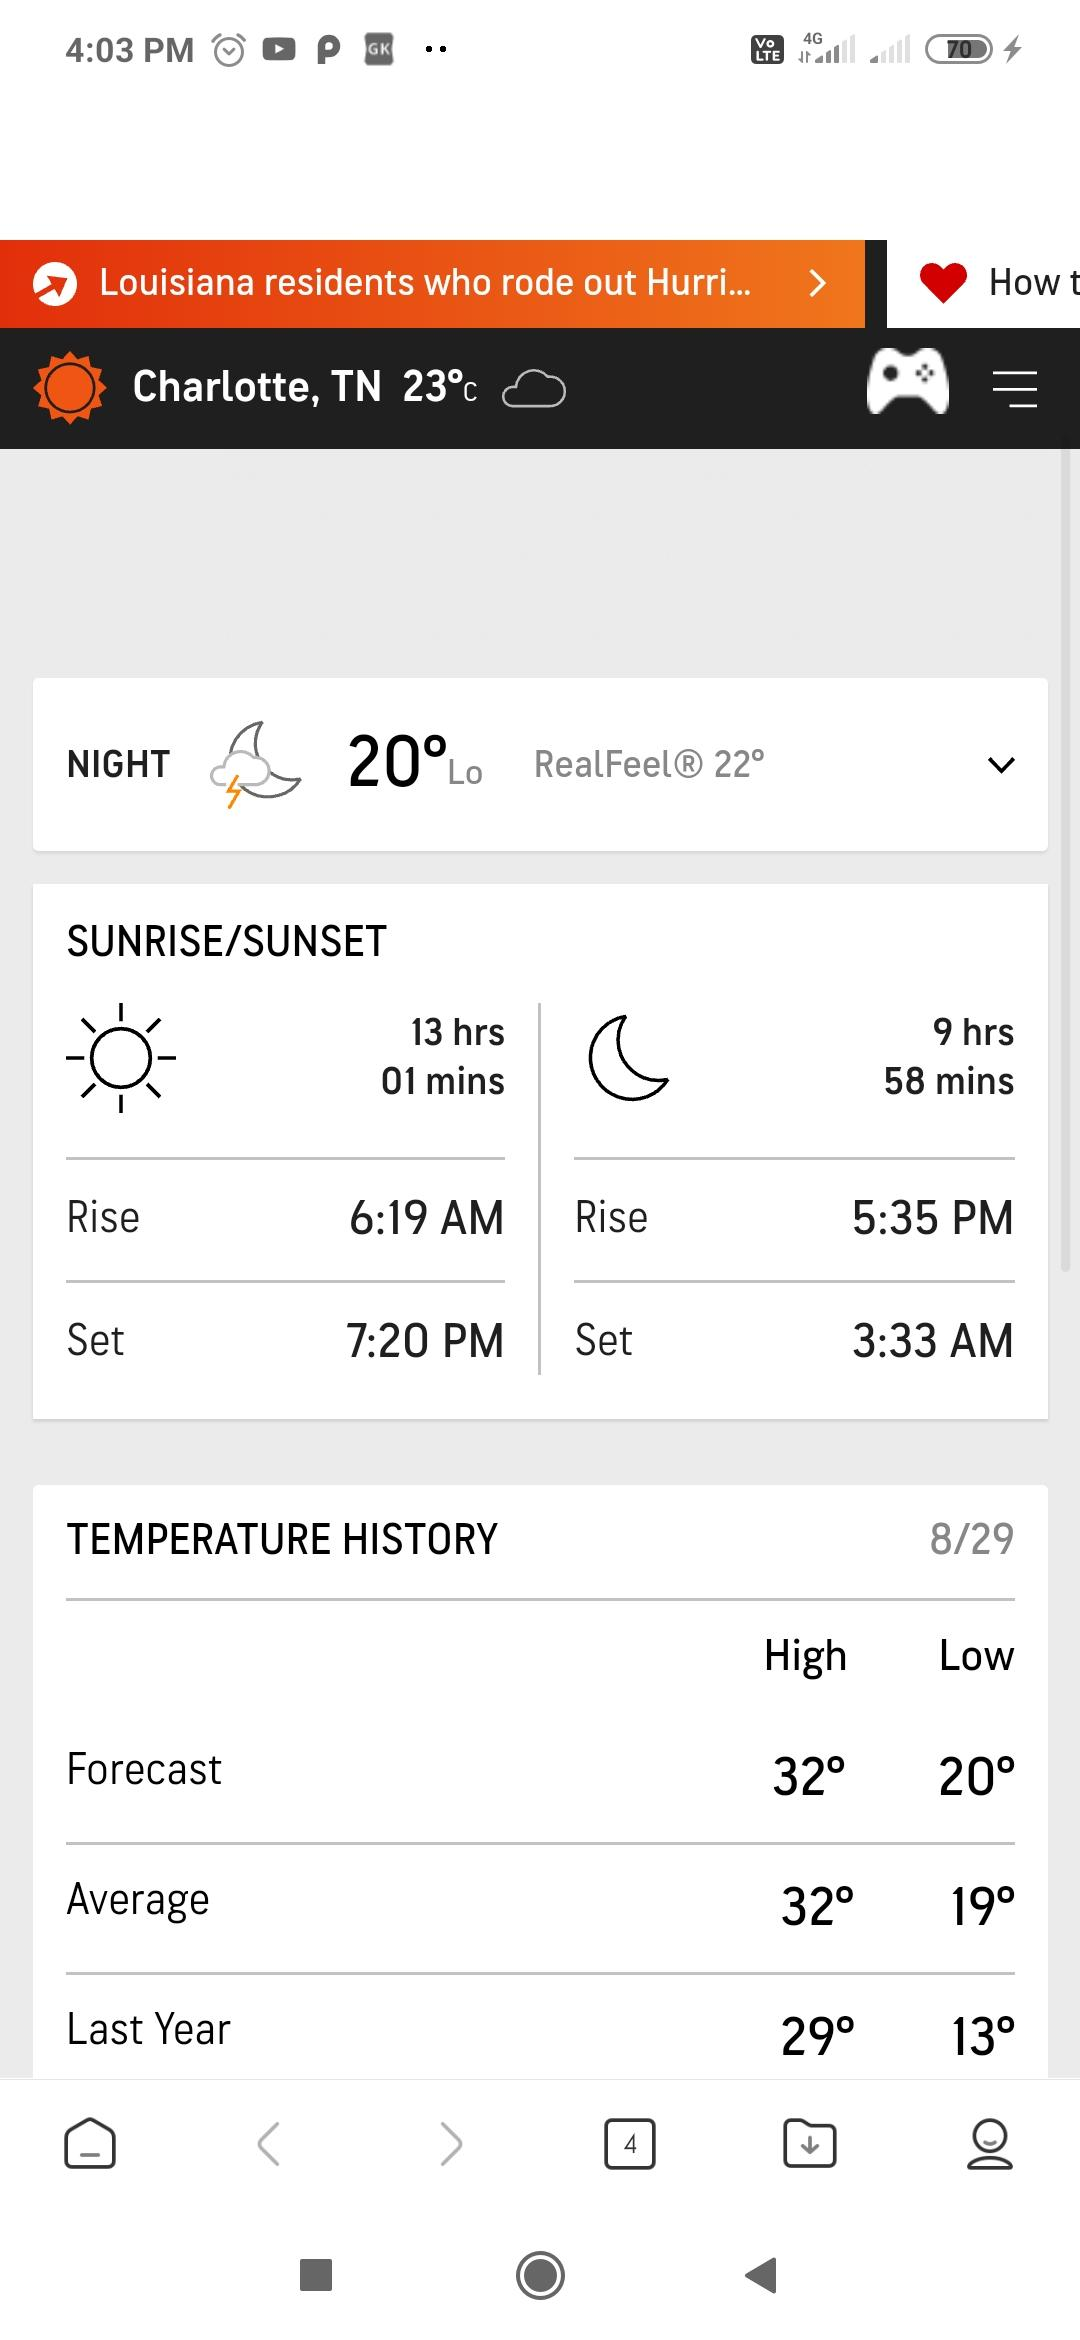 4:03 PM GK Vo LTE 4G 70
Louisiana residents who rode out Hurri... How t
Charlotte, TN 23°C
NIGHT 20°Lo RealFeel® 22°
SUNRISE/SUNSET
13 hrs 9 hrs
01 mins 58 mins
Rise 6:19 AM Rise 5:35 PM
Set 7:20 PM Set 3:33 AM
TEMPERATURE HISTORY 8/29
High Low
Forecast 32° 20°
Average 32° 19°
Last Year 29° 13°
4